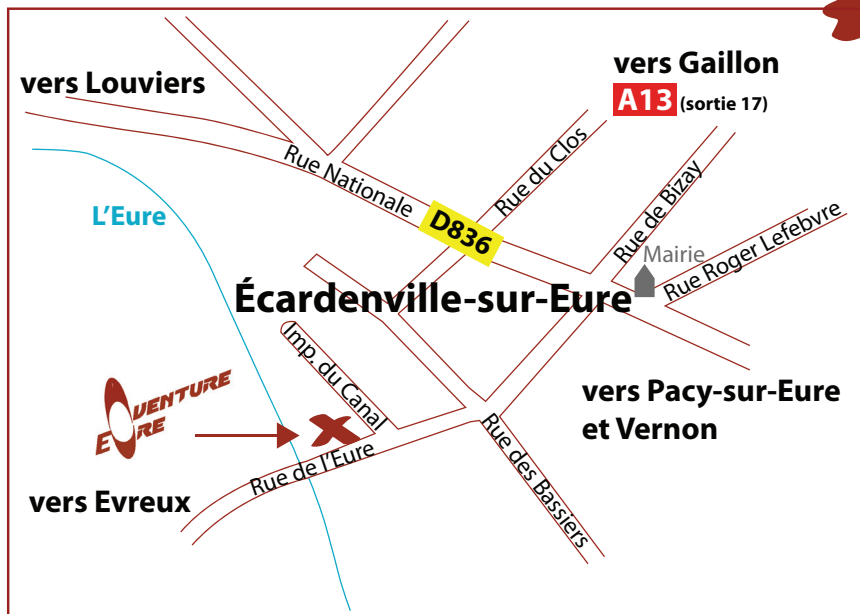 vers Louviers
vers Gaillon
A13 (sortie 17)
Rue Nationale
Rue du Clos
Rue de Bizay
L'Eure
D836
Mairie
Rue Roger Lefebvre
Écardenville-sur-Eure
Imp. du Canal
VENTURE
EURE
vers Pacy-sur-Eure
et Vernon
Rue des Bassiers
Rue de l'Eure
vers Evreux